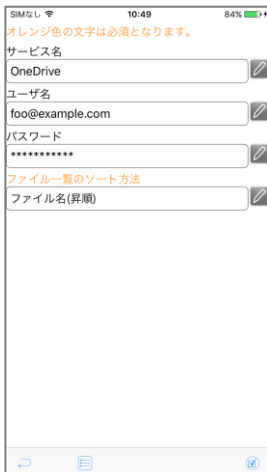 SIMなし 10:49 84%
オレンジ色の文字は必須となります。
サービス名
OneDrive
ユーザ名
foo@example.com
パスワード
***********
ファイル一覧のソート方法
ファイル名(昇順)